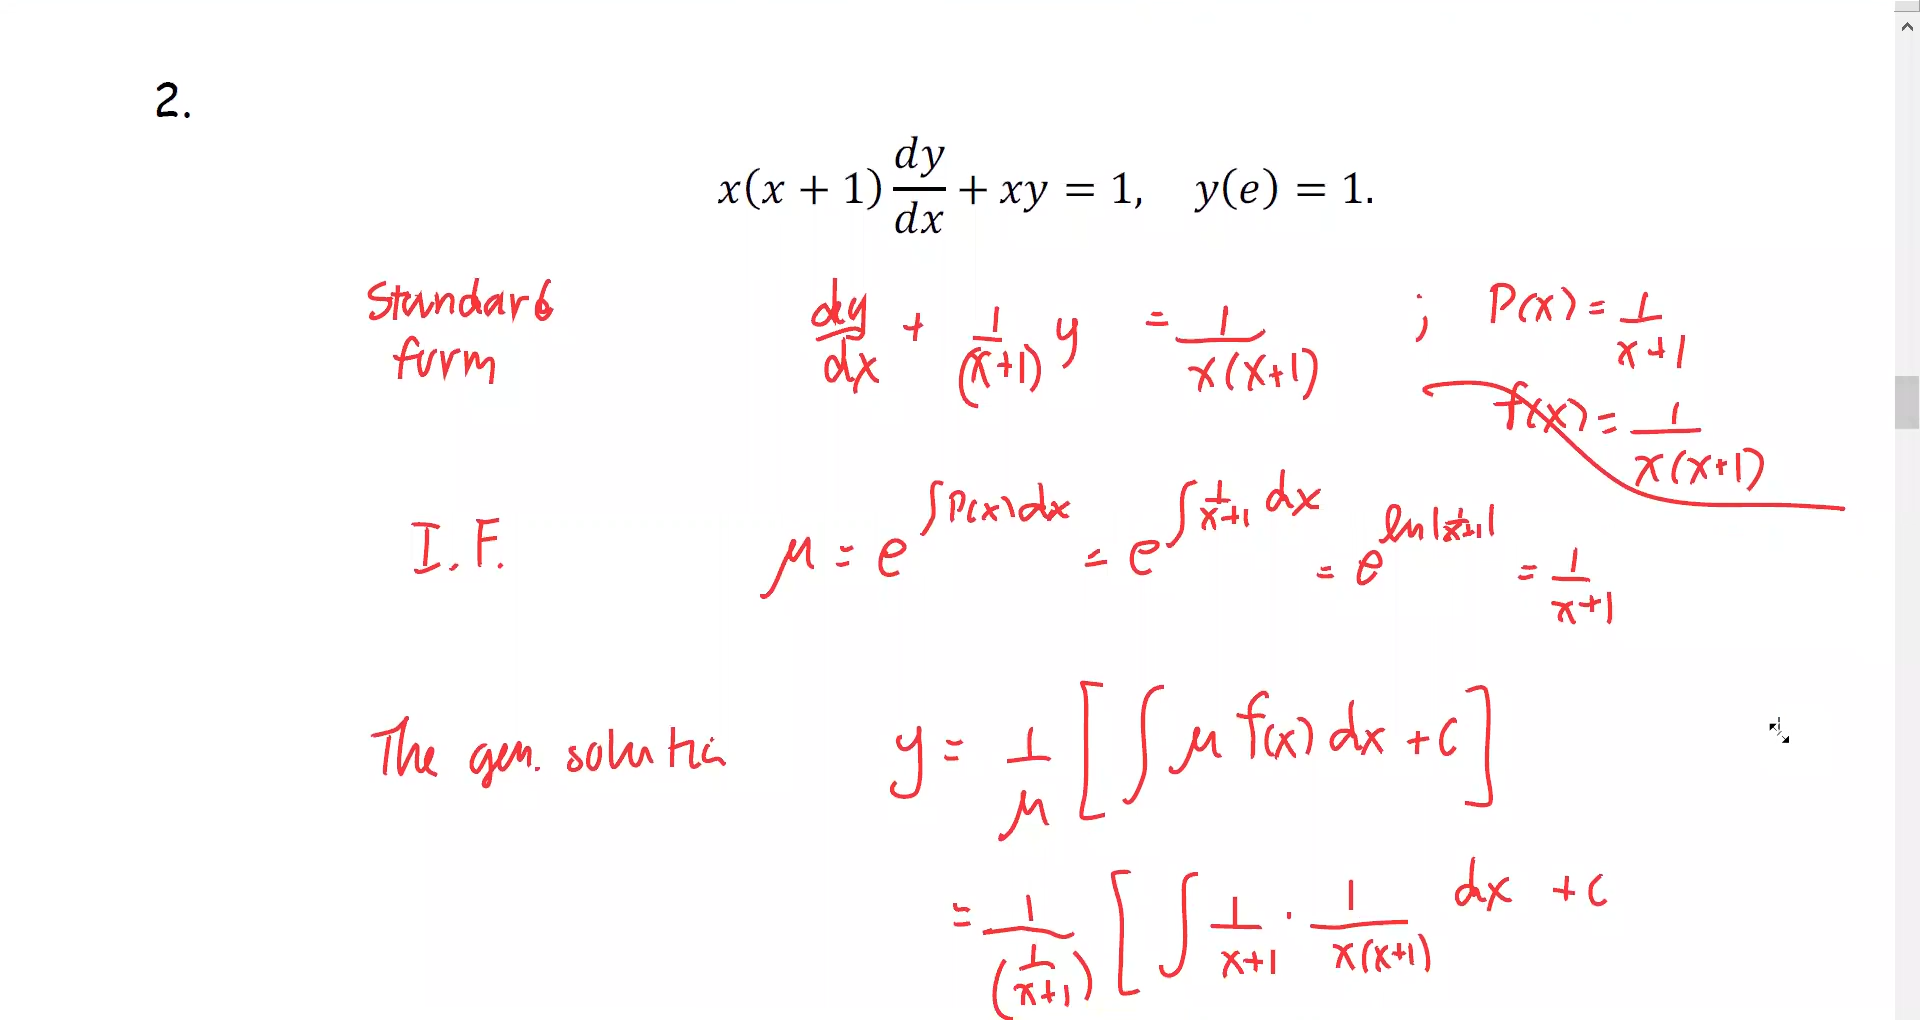 2.
x(x + 1) dy/dx + xy = 1, y(e) = 1.
Standard form dy/dx + 1/(x+1) y = 1/x(x+1) ; P(x) = 1/x+1
f(x) = 1/x(x+1)
I.F. μ = e^∫P(x)dx = e^∫1/x+1 dx = e^ln|1/x+1| = 1/x+1
The gen. solutin y = 1/μ [∫ μ f(x) dx + C]
= 1/(1/x+1) [∫ 1/x+1 · 1/x(x+1) dx + C